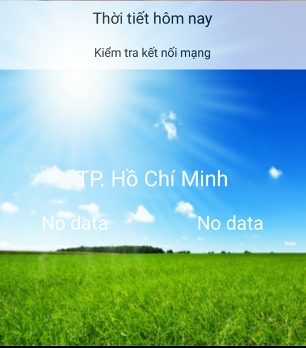 Thời tiết hôm nay
Kiểm tra kết nối mạng
TP. Hồ Chí Minh
No data
No data